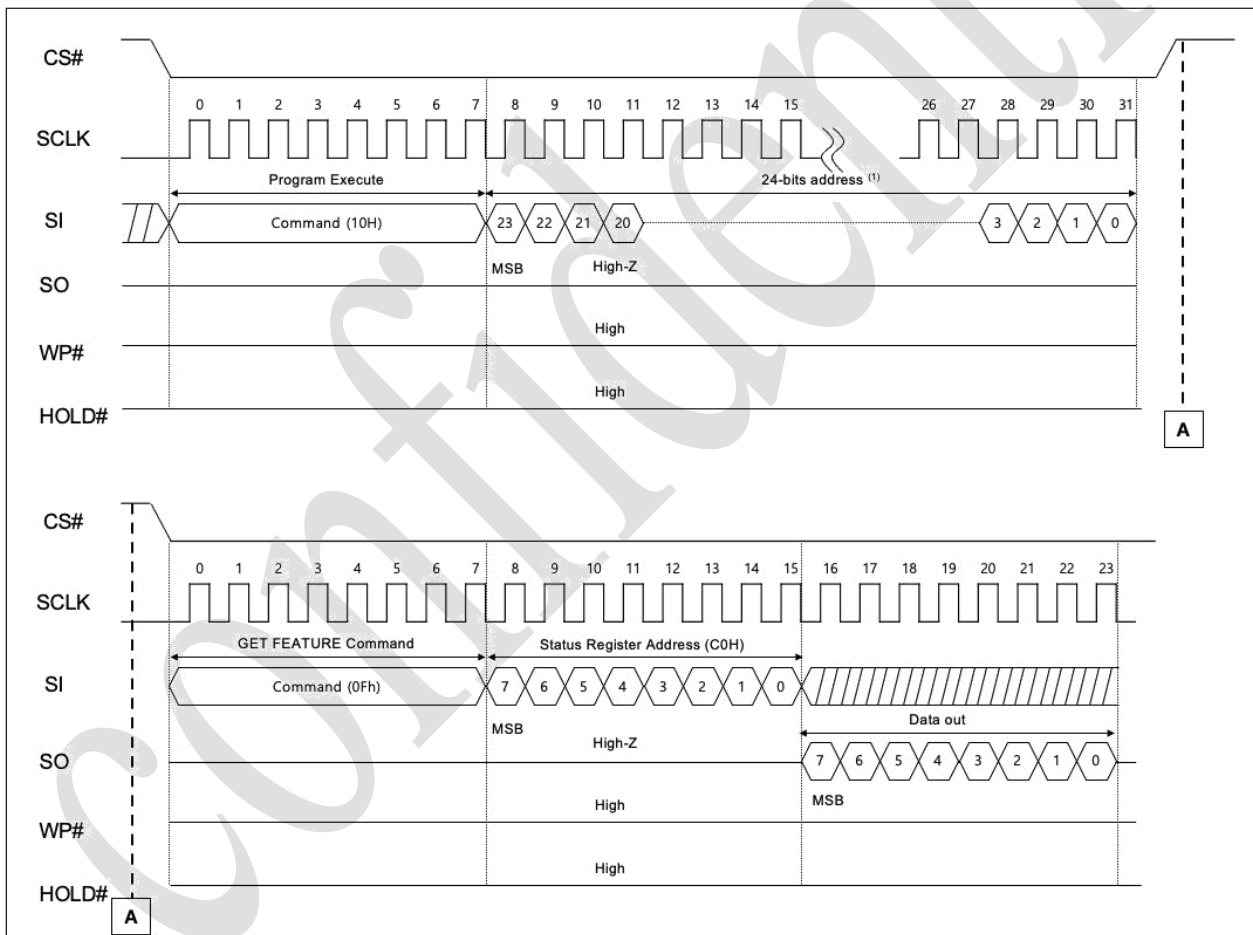 CS#
0 1 2 3 4 5 6 7 8 9 10 11 12 13 14 15 26 27 28 29 30 31
SCLK
Program Execute 24-bits address (1)
SI Command (10H) 23 22 21 20 3 2 1 0
MSB High-Z
SO
High
WP#
High
HOLD#
A
CS#
0 1 2 3 4 5 6 7 8 9 10 11 12 13 14 15 16 17 18 19 20 21 22 23
SCLK
GET FEATURE Command Status Register Address (C0H)
SI Command (0Fh) 7 6 5 4 3 2 1 0
Data out
MSB High-Z
SO 7 6 5 4 3 2 1 0
High MSB
WP#
High
HOLD#
A
confidenti